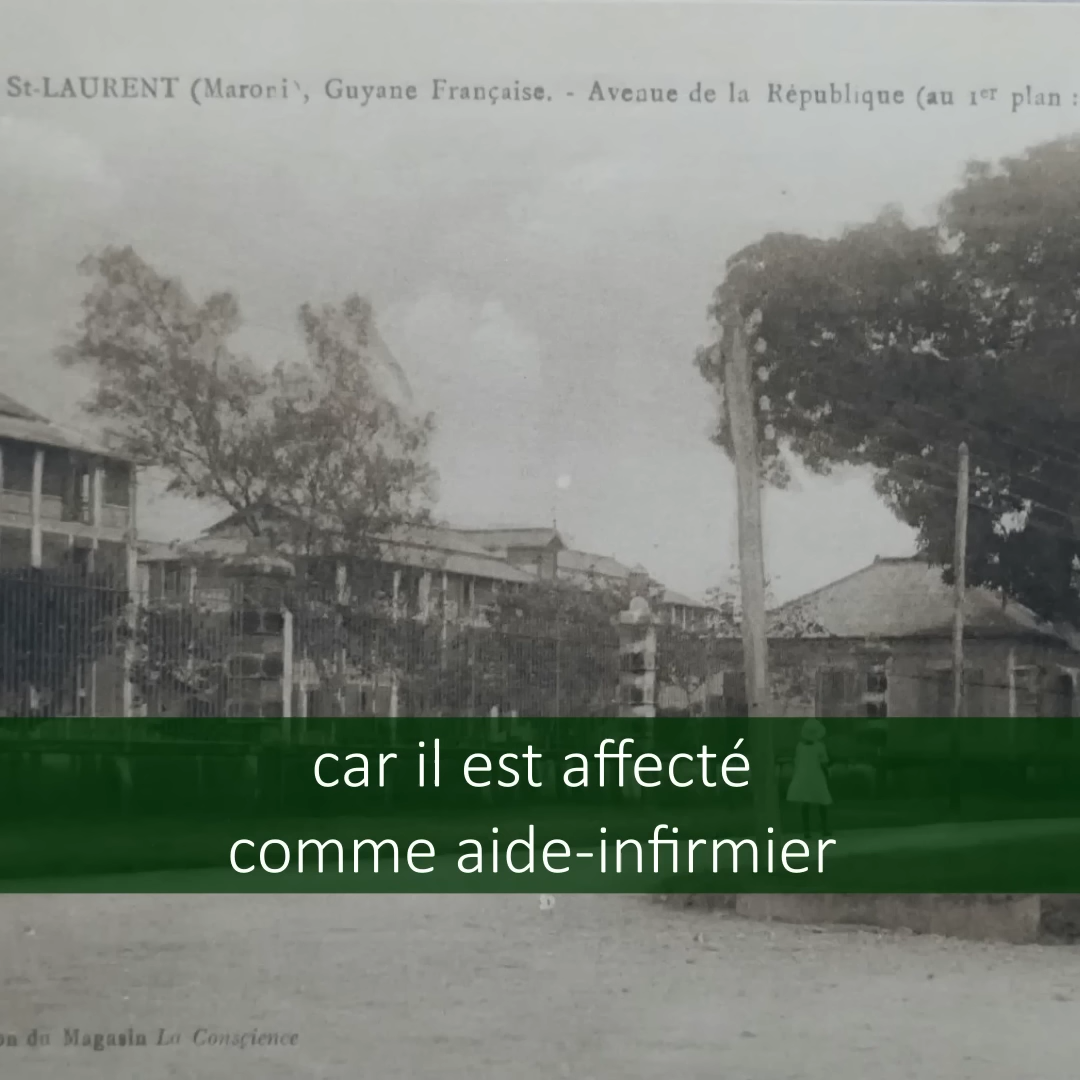 St-LAURENT (Maroni), Guyane Française. - Avenue de la République (au 1er plan :
car il est affecté
comme aide-infirmier
on du Magasin La Conscience